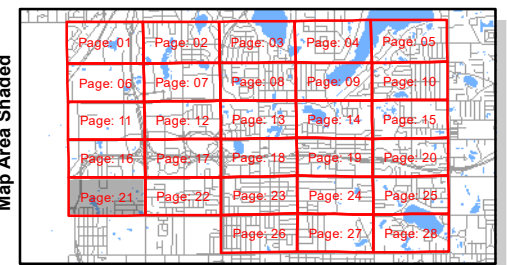 Map Area Shaded
Page: 01 Page: 02 Page: 03 Page: 04 Page: 05
Page: 06 Page: 07 Page: 08 Page: 09 Page: 10
Page: 11 Page: 12 Page: 13 Page: 14 Page: 15
Page: 16 Page: 17 Page: 18 Page: 19 Page: 20
Page: 21 Page: 22 Page: 23 Page: 24 Page: 25
Page: 26 Page: 27 Page: 28